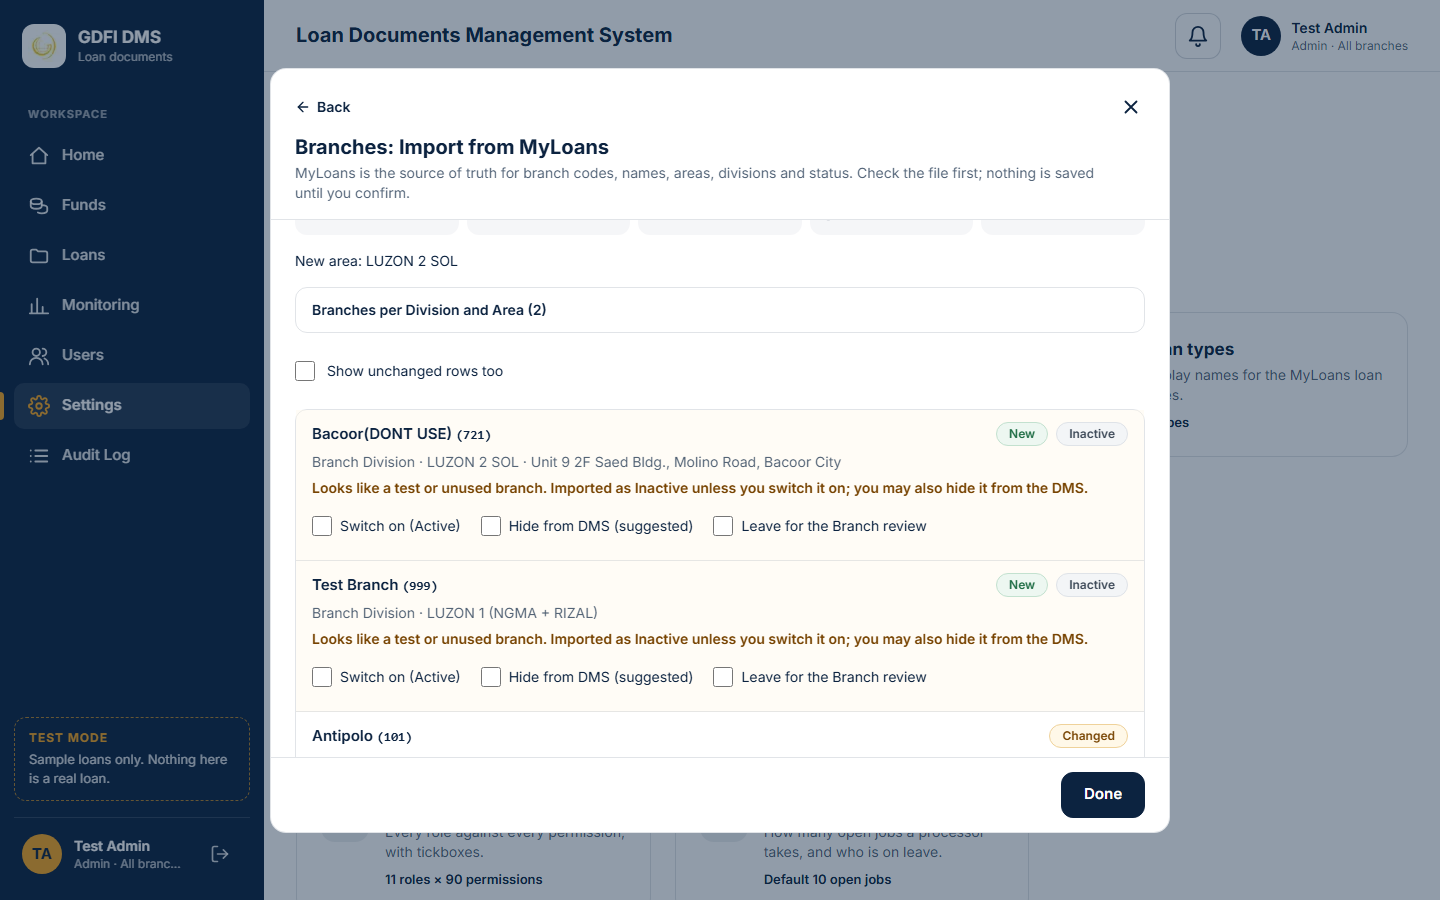 GDFI DMS
Loan documents
WORKSPACE
Home
Funds
Loans
Monitoring
Users
Settings
Audit Log
TEST MODE
Sample loans only. Nothing here
is a real loan.
TA
Test Admin
Admin · All branc...
Loan Documents Management System
TA
Test Admin
Admin · All branches
Back
Branches: Import from MyLoans
MyLoans is the source of truth for branch codes, names, areas, divisions and status. Check the file first; nothing is saved
until you confirm.
New area: LUZON 2 SOL
Branches per Division and Area (2)
Show unchanged rows too
Bacoor(DONT USE) (721)
New
Inactive
Branch Division · LUZON 2 SOL · Unit 9 2F Saed Bldg., Molino Road, Bacoor City
Looks like a test or unused branch. Imported as Inactive unless you switch it on; you may also hide it from the DMS.
Switch on (Active)
Hide from DMS (suggested)
Leave for the Branch review
Test Branch (999)
New
Inactive
Branch Division · LUZON 1 (NGMA + RIZAL)
Looks like a test or unused branch. Imported as Inactive unless you switch it on; you may also hide it from the DMS.
Switch on (Active)
Hide from DMS (suggested)
Leave for the Branch review
Antipolo (101)
Changed
Done
types
names for the MyLoans loan
Every role against every permission,
with tickboxes.
11 roles × 90 permissions
How many open jobs a processor
takes, and who is on leave.
Default 10 open jobs